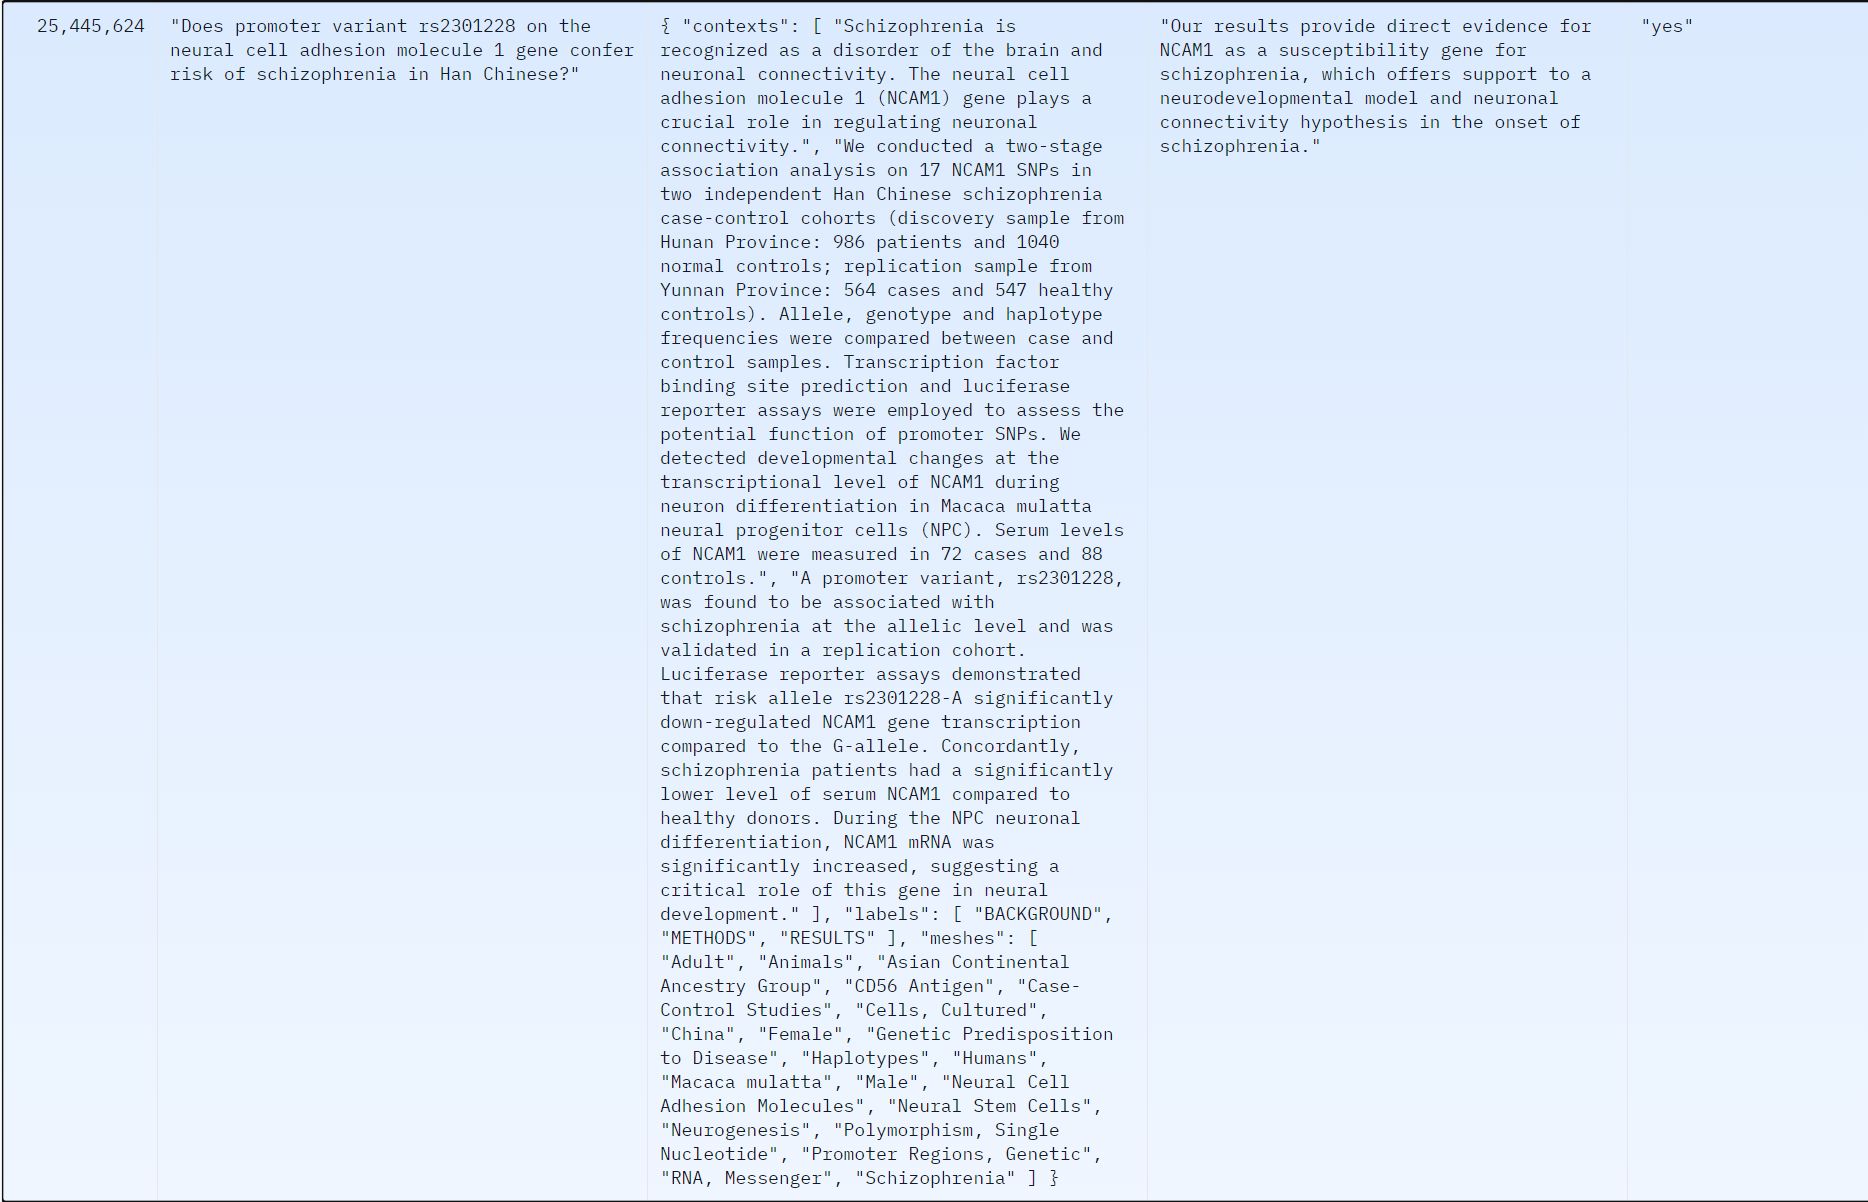 25,445,624
"Does promoter variant rs2301228 on the
neural cell adhesion molecule 1 gene confer
risk of schizophrenia in Han Chinese?"
{ "contexts": [ "Schizophrenia is
recognized as a disorder of the brain and
neuronal connectivity. The neural cell
adhesion molecule 1 (NCAM1) gene plays a
crucial role in regulating neuronal
connectivity.", "We conducted a two-stage
association analysis on 17 NCAM1 SNPs in
two independent Han Chinese schizophrenia
case-control cohorts (discovery sample from
Hunan Province: 986 patients and 1040
normal controls; replication sample from
Yunnan Province: 564 cases and 547 healthy
controls). Allele, genotype and haplotype
frequencies were compared between case and
control samples. Transcription factor
binding site prediction and luciferase
reporter assays were employed to assess the
potential function of promoter SNPs. We
detected developmental changes at the
transcriptional level of NCAM1 during
neuron differentiation in Macaca mulatta
neural progenitor cells (NPC). Serum levels
of NCAM1 were measured in 72 cases and 88
controls.", "A promoter variant, rs2301228,
was found to be associated with
schizophrenia at the allelic level and was
validated in a replication cohort.
Luciferase reporter assays demonstrated
that risk allele rs2301228-A significantly
down-regulated NCAM1 gene transcription
compared to the G-allele. Concordantly,
schizophrenia patients had a significantly
lower level of serum NCAM1 compared to
healthy donors. During the NPC neuronal
differentiation, NCAM1 mRNA was
significantly increased, suggesting a
critical role of this gene in neural
development." ], "labels": [ "BACKGROUND",
"METHODS", "RESULTS" ], "meshes": [
"Adult", "Animals", "Asian Continental
Ancestry Group", "CD56 Antigen", "Case-
Control Studies", "Cells, Cultured",
"China", "Female", "Genetic Predisposition
to Disease", "Haplotypes", "Humans",
"Macaca mulatta", "Male", "Neural Cell
Adhesion Molecules", "Neural Stem Cells",
"Neurogenesis", "Polymorphism, Single
Nucleotide", "Promoter Regions, Genetic",
"RNA, Messenger", "Schizophrenia" ] }
"Our results provide direct evidence for
NCAM1 as a susceptibility gene for
schizophrenia, which offers support to a
neurodevelopmental model and neuronal
connectivity hypothesis in the onset of
schizophrenia."
"yes"